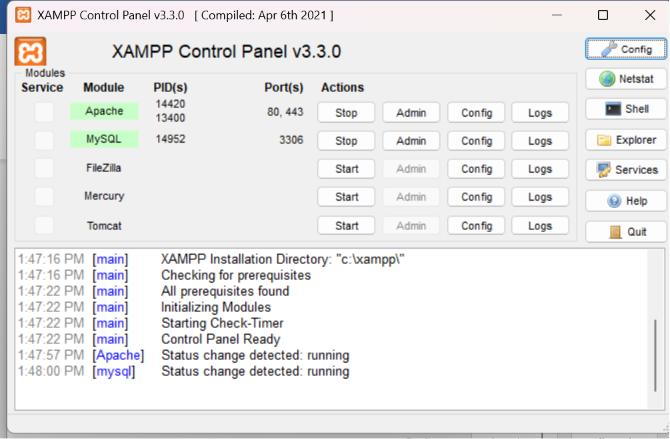 XAMPP Control Panel v3.3.0 [ Compiled: Apr 6th 2021 ]
XAMPP Control Panel v3.3.0
Config
Modules
Service Module PID(s) Port(s) Actions
Netstat
Apache 14420 13400 80, 443 Stop Admin Config Logs
Shell
MySQL 14952 3306 Stop Admin Config Logs
Explorer
FileZilla Start Admin Config Logs
Services
Mercury Start Admin Config Logs
Help
Tomcat Start Admin Config Logs
Quit
1:47:16 PM [main] XAMPP Installation Directory: "c:\xampp\"
1:47:16 PM [main] Checking for prerequisites
1:47:22 PM [main] All prerequisites found
1:47:22 PM [main] Initializing Modules
1:47:22 PM [main] Starting Check-Timer
1:47:22 PM [main] Control Panel Ready
1:47:57 PM [Apache] Status change detected: running
1:48:00 PM [mysql] Status change detected: running